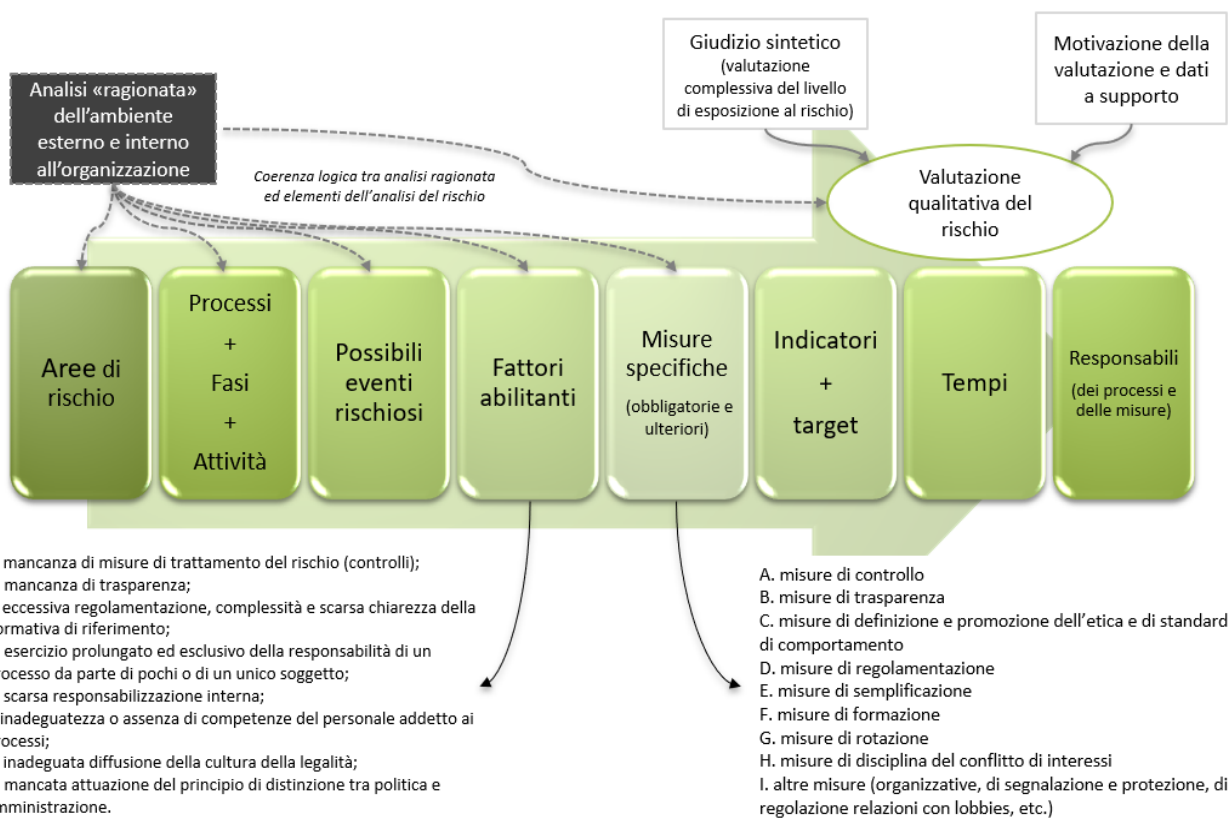 Giudizio sintetico
(valutazione
complessiva del livello
di esposizione al rischio)
Motivazione della
valutazione e dati
a supporto
Analisi «ragionata»
dell'ambiente
esterno e interno
all'organizzazione
Coerenza logica tra analisi ragionata
ed elementi dell'analisi del rischio
Valutazione
qualitativa del
rischio
Aree di
rischio
Processi
+
Fasi
+
Attività
Possibili
eventi
rischiosi
Fattori
abilitanti
Misure
specifiche
(obbligatorie e
ulteriori)
Indicatori
+
target
Tempi
Responsabili
(dei processi e
delle misure)
mancanza di misure di trattamento del rischio (controlli);
mancanza di trasparenza;
eccessiva regolamentazione, complessità e scarsa chiarezza della
ormativa di riferimento;
esercizio prolungato ed esclusivo della responsabilità di un
rocesso da parte di pochi o di un unico soggetto;
scarsa responsabilizzazione interna;
inadeguatezza o assenza di competenze del personale addetto ai
rocessi;
inadeguata diffusione della cultura della legalità;
mancata attuazione del principio di distinzione tra politica e
mministrazione.
A. misure di controllo
B. misure di trasparenza
C. misure di definizione e promozione dell'etica e di standard
di comportamento
D. misure di regolamentazione
E. misure di semplificazione
F. misure di formazione
G. misure di rotazione
H. misure di disciplina del conflitto di interessi
I. altre misure (organizzative, di segnalazione e protezione, di
regolazione relazioni con lobbies, etc.)